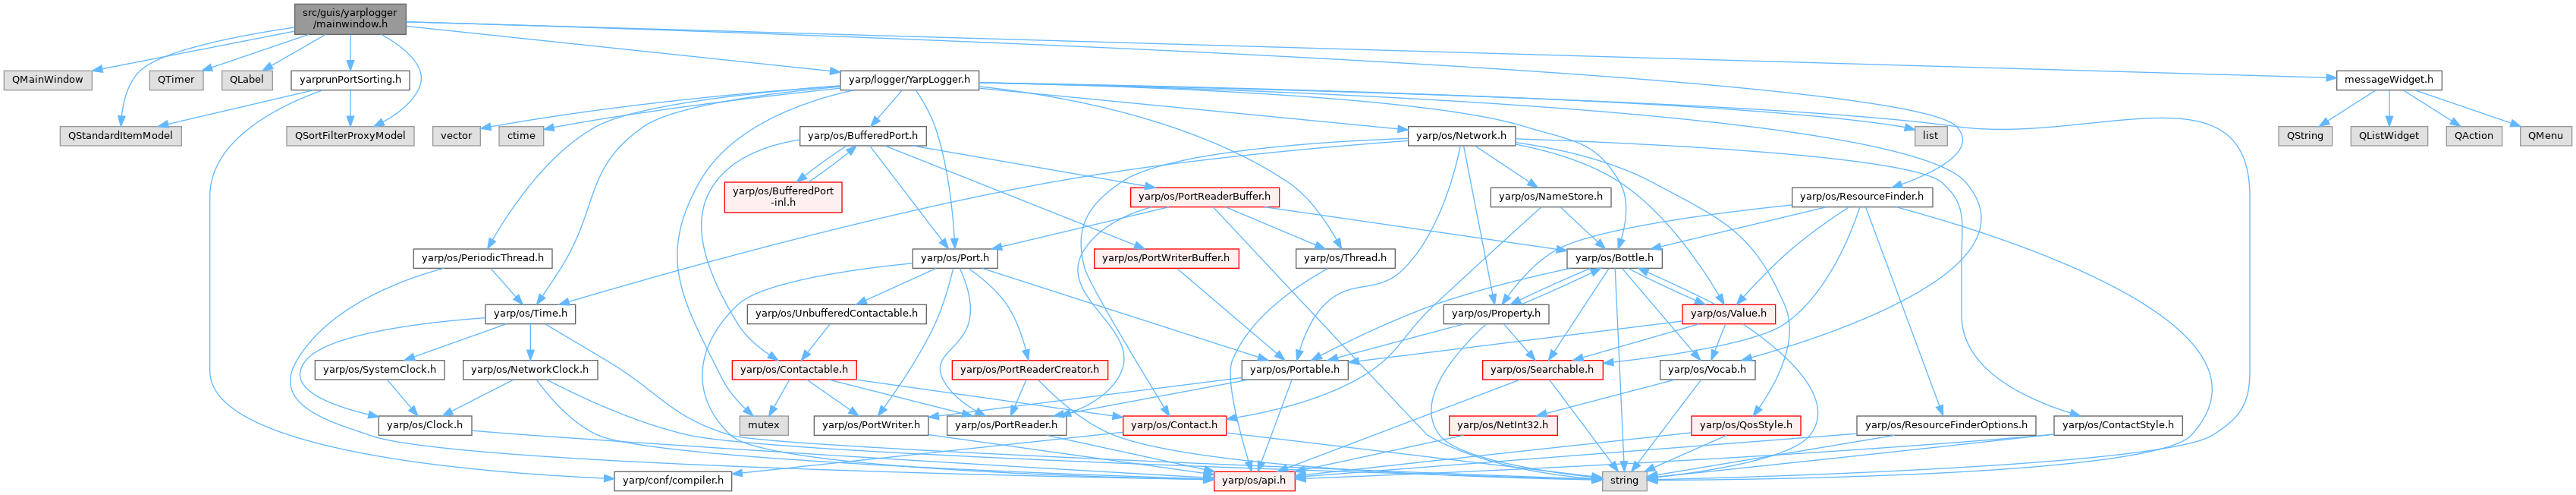 src/guis/yarplogger
/mainwindow.h
QMainWindow
QTimer
QLabel
yarprunPortSorting.h
yarp/logger/YarpLogger.h
messageWidget.h
QStandardItemModel
QSortFilterProxyModel
vector
ctime
yarp/os/BufferedPort.h
yarp/os/Network.h
list
QString
QListWidget
QAction
QMenu
yarp/os/BufferedPort
-inl.h
yarp/os/PortReaderBuffer.h
yarp/os/NameStore.h
yarp/os/ResourceFinder.h
yarp/os/PeriodicThread.h
yarp/os/Port.h
yarp/os/PortWriterBuffer.h
yarp/os/Thread.h
yarp/os/Bottle.h
yarp/os/Time.h
yarp/os/UnbufferedContactable.h
yarp/os/Property.h
yarp/os/Value.h
yarp/os/SystemClock.h
yarp/os/NetworkClock.h
yarp/os/Contactable.h
yarp/os/PortReaderCreator.h
yarp/os/Portable.h
yarp/os/Searchable.h
yarp/os/Vocab.h
yarp/os/Clock.h
mutex
yarp/os/PortWriter.h
yarp/os/PortReader.h
yarp/os/Contact.h
yarp/os/NetInt32.h
yarp/os/QosStyle.h
yarp/os/ResourceFinderOptions.h
yarp/os/ContactStyle.h
yarp/conf/compiler.h
yarp/os/api.h
string